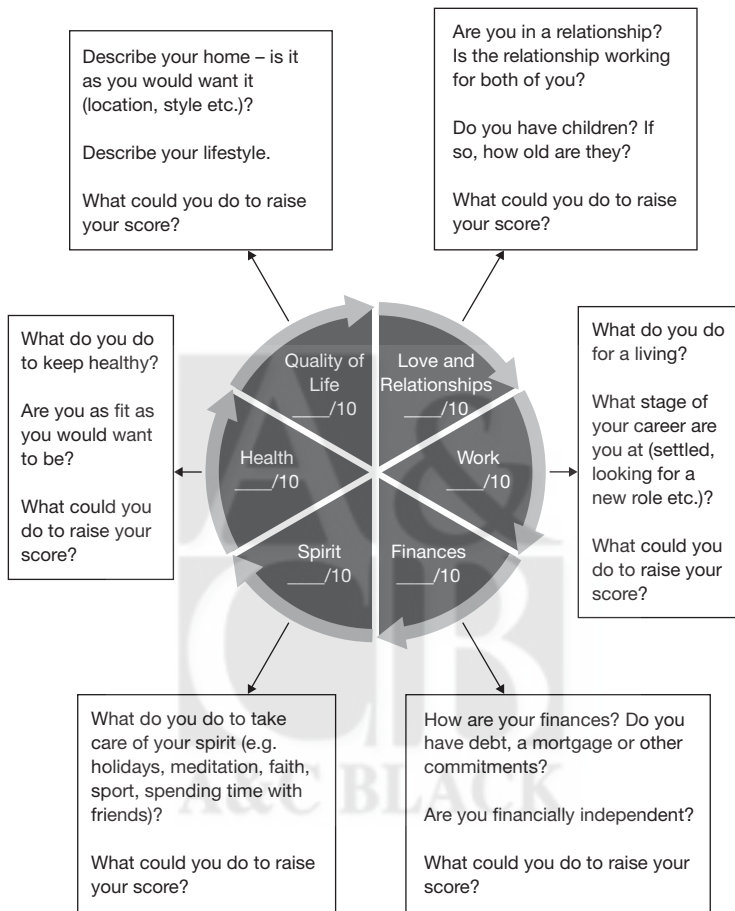 Describe your home – is it
as you would want it
(location, style etc.)?
Describe your lifestyle.
What could you do to raise
your score?
Are you in a relationship?
Is the relationship working
for both of you?
Do you have children? If
so, how old are they?
What could you do to raise
your score?
What do you do
to keep healthy?
Are you as fit as
you would want
to be?
What could you
do to raise your
score?
Quality of
Life
____/10
Love and
Relationships
____/10
Health
____/10
Work
____/10
Spirit
____/10
Finances
____/10
What do you do
for a living?
What stage of
your career are
you at (settled,
looking for a
new role etc.)?
What could you
do to raise your
score?
What do you do to take
care of your spirit (e.g.
holidays, meditation, faith,
sport, spending time with
friends)?
What could you do to raise
your score?
How are your finances? Do you
have debt, a mortgage or other
commitments?
Are you financially independent?
What could you do to raise your
score?
A&
CB
A&C BLACK